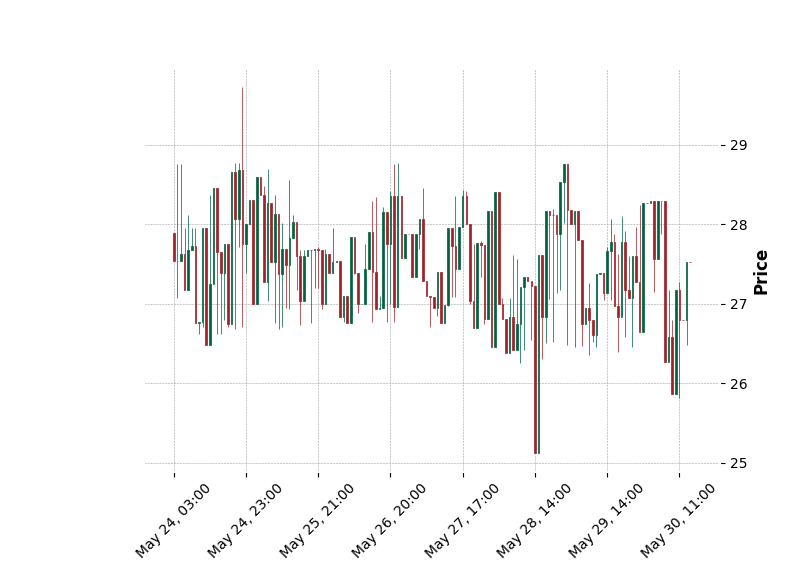 29
28
27
26
25
Price
May 24, 03:00
May 24, 23:00
May 25, 21:00
May 26, 20:00
May 27, 17:00
May 28, 14:00
May 29, 14:00
May 30, 11:00